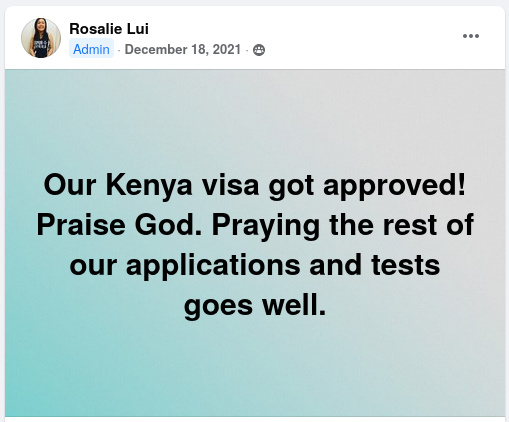 Rosalie Lui
Admin · December 18, 2021 ·
Our Kenya visa got approved!
Praise God. Praying the rest of
our applications and tests
goes well.